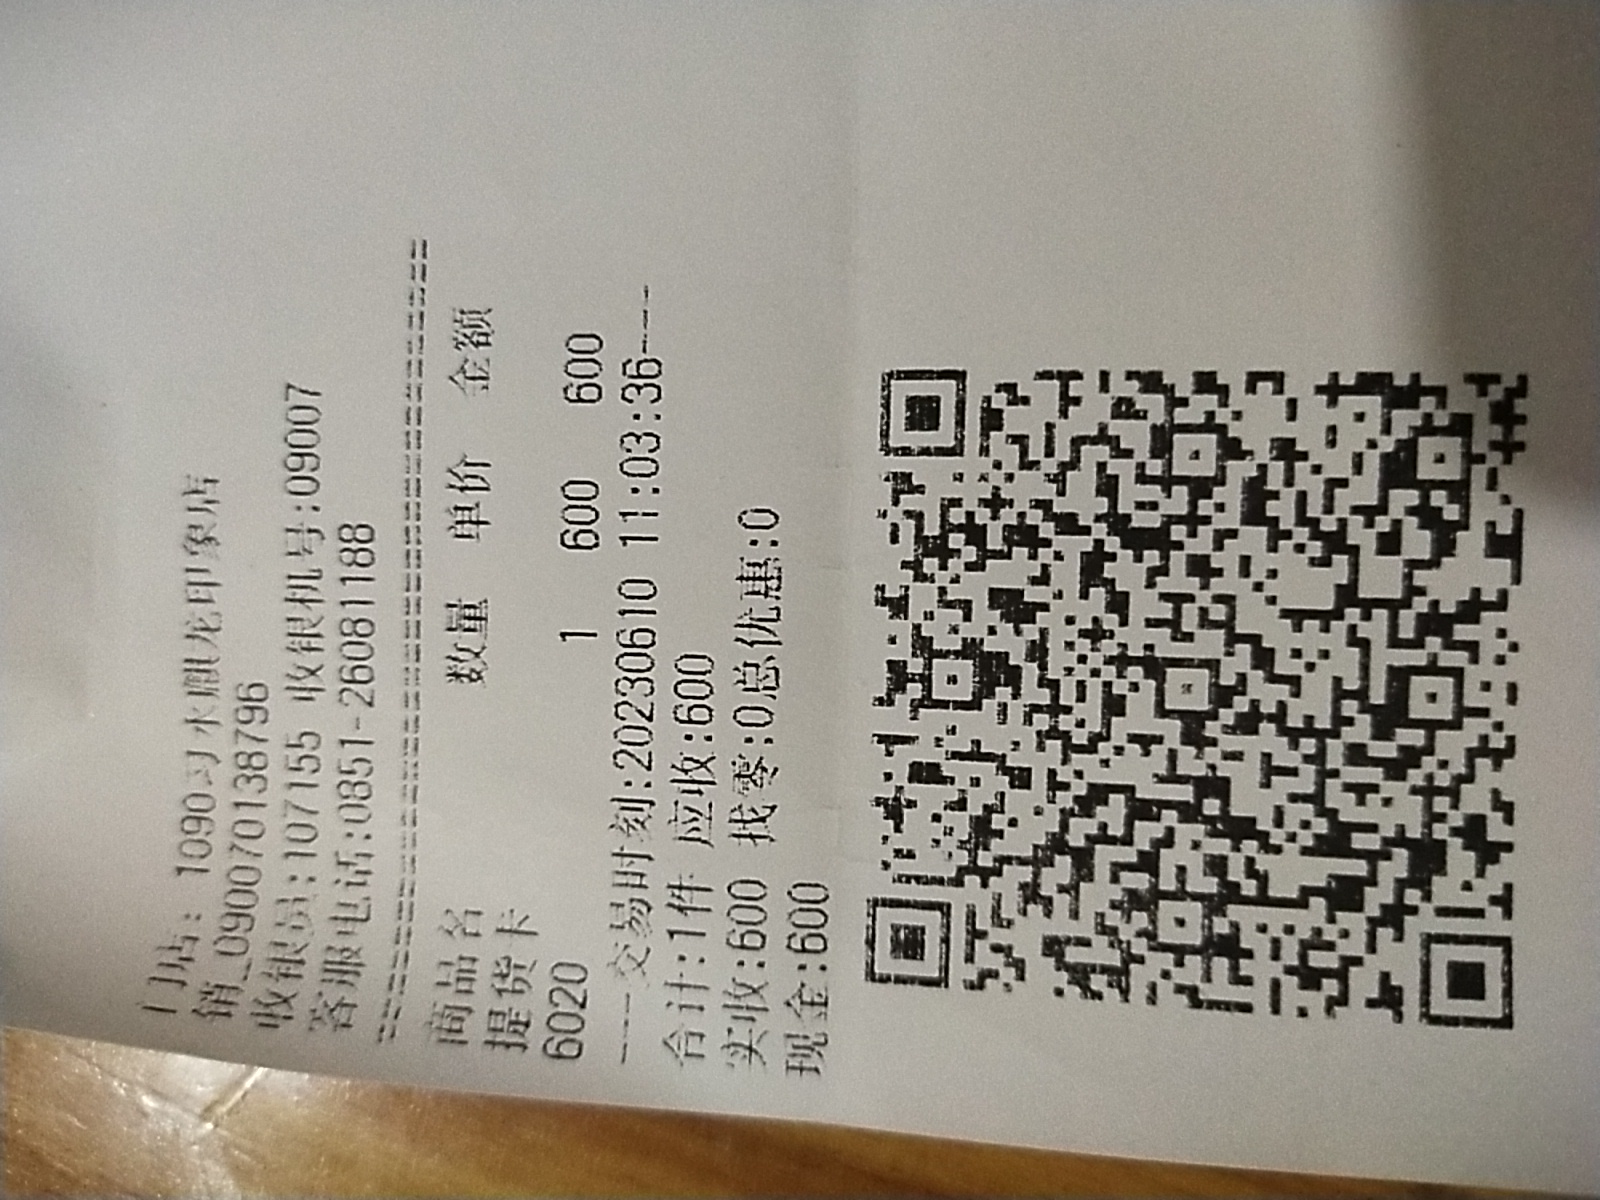 门店: 1090习水麒龙印象店
销_0900701387796
收银员:107155 收银机号:09007
客服电话:0851-26081188
================================
商品名 数量 单价 金额
提货卡
6020 1 600 600
----交易时刻:20230610 11:03:36----
合计:1件 应收:600
实收:600 找零:0总优惠:0
现金:600